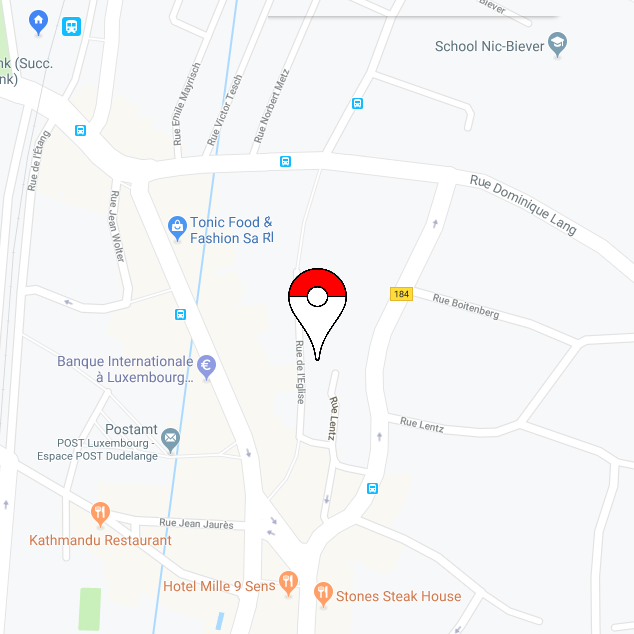 Biever
School Nic-Biever
nk (Succ.
nk)
Rue Emile Mayrisch
Rue Victor Tesch
Rue Norbert Metz
Rue de l'Étang
Rue Jean Wolter
Rue Dominique Lang
Tonic Food &
Fashion Sa Rl
184
Rue Boitenberg
Banque Internationale
à Luxembourg...
€
Rue de l'Eglise
Rue Lentz
Rue Lentz
Postamt
POST Luxembourg -
Espace POST Dudelange
Rue Jean Jaurès
Kathmandu Restaurant
Hotel Mille 9 Sens
Stones Steak House